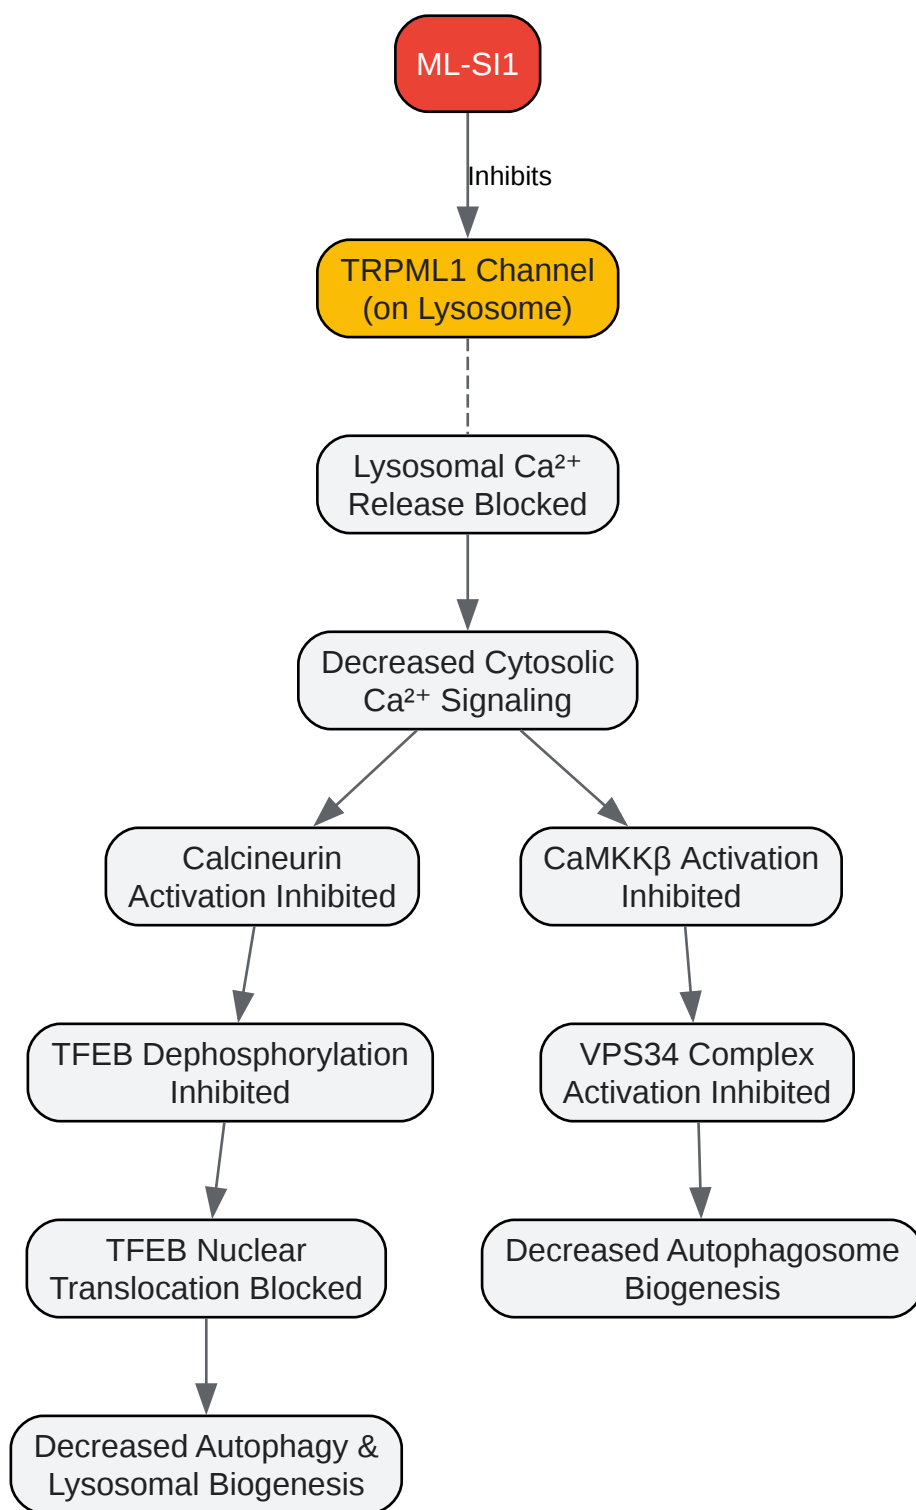 ML-SI1
Inhibits
TRPML1 Channel
(on Lysosome)
Lysosomal Ca²⁺
Release Blocked
Decreased Cytosolic
Ca²⁺ Signaling
Calcineurin
Activation Inhibited
CaMKKβ Activation
Inhibited
TFEB Dephosphorylation
Inhibited
VPS34 Complex
Activation Inhibited
TFEB Nuclear
Translocation Blocked
Decreased Autophagosome
Biogenesis
Decreased Autophagy &
Lysosomal Biogenesis